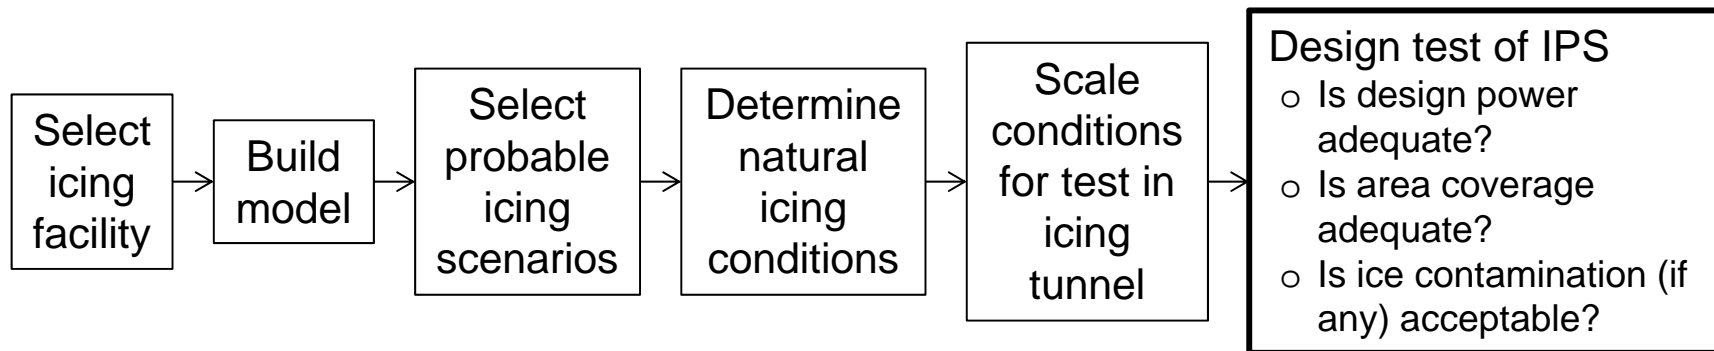 Select
icing
facility
Build
model
Select
probable
icing
scenarios
Determine
natural
icing
conditions
Scale
conditions
for test in
icing
tunnel
Design test of IPS
o Is design power
adequate?
o Is area coverage
adequate?
o Is ice contamination (if
any) acceptable?